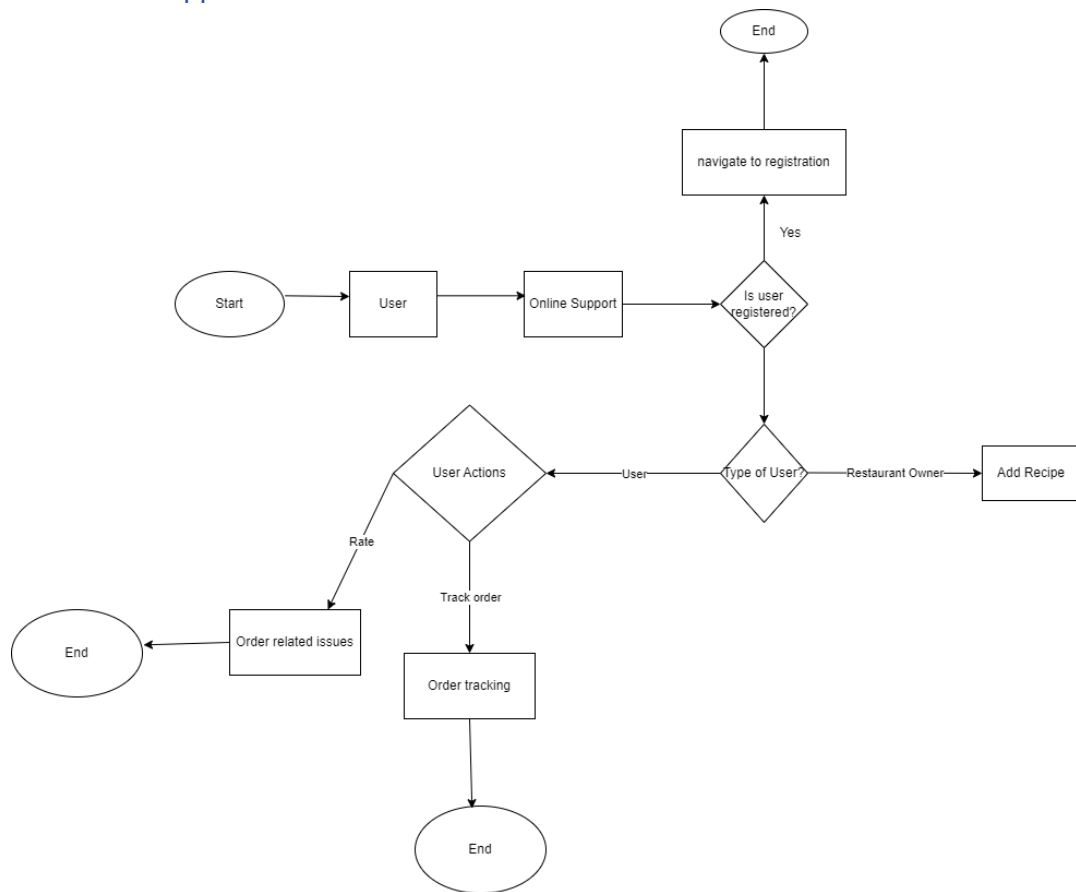 End
navigate to registration
Yes
Start
User
Online Support
Is user
registered?
User Actions
User
Type of User?
Restaurant Owner
Add Recipe
Rate
Track order
End
Order related issues
Order tracking
End